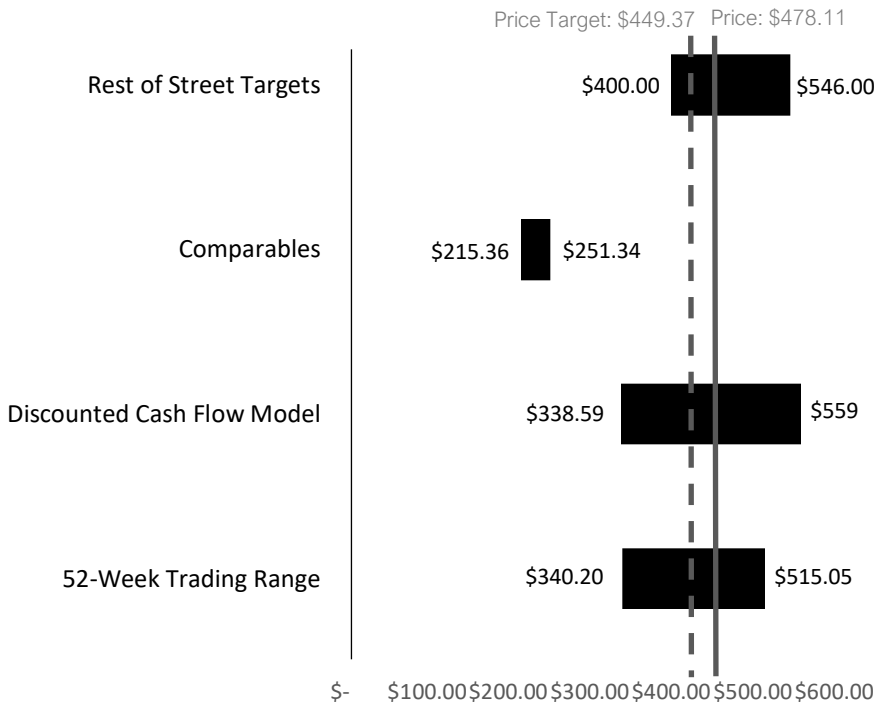 Price Target: $449.37 Price: $478.11
Rest of Street Targets $400.00 $546.00
Comparables $215.36 $251.34
Discounted Cash Flow Model $338.59 $559
52-Week Trading Range $340.20 $515.05
$- $100.00 $200.00 $300.00 $400.00 $500.00 $600.00